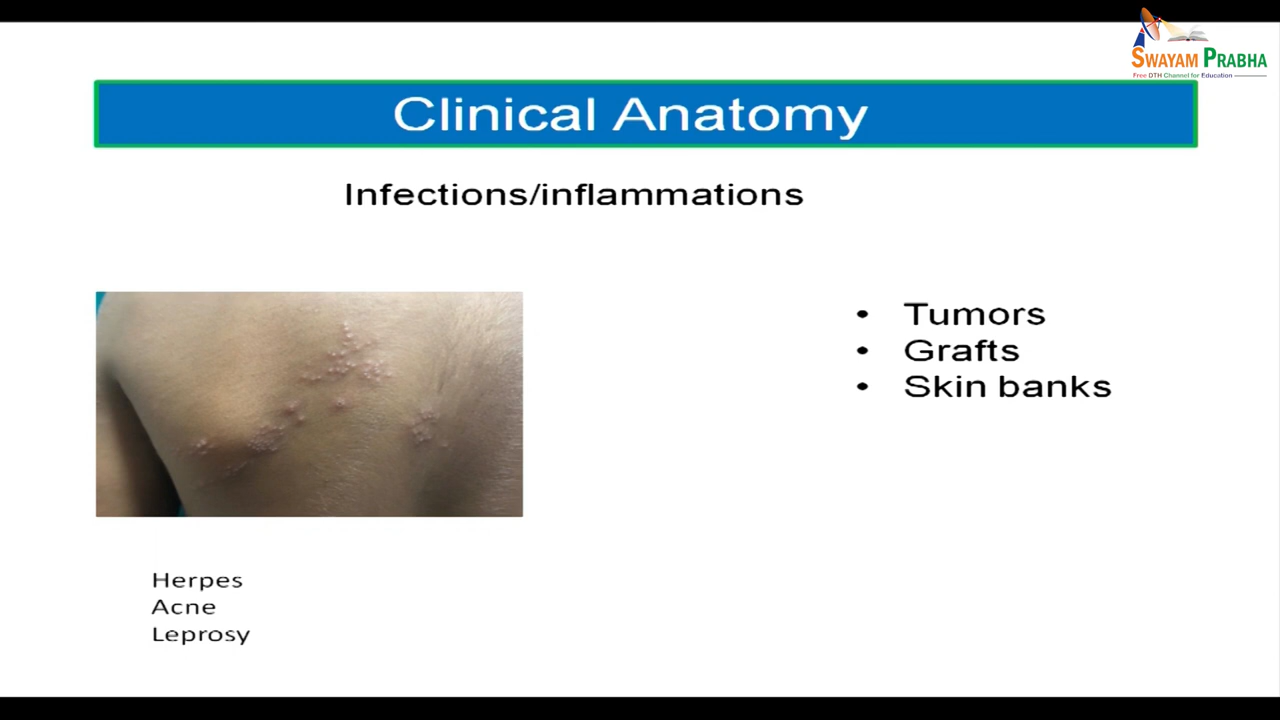 SWAYAM PRABHA
Free DTH Channel for Education
Clinical Anatomy
Infections/inflammations
• Tumors
• Grafts
• Skin banks
Herpes
Acne
Leprosy